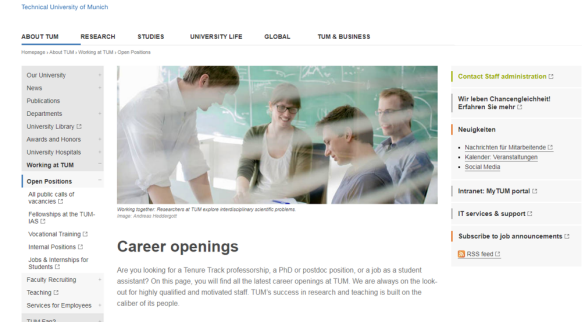 Technical University of Munich
ABOUT TUM RESEARCH STUDIES UNIVERSITY LIFE GLOBAL TUM & BUSINESS
Homepage › About TUM › Working at TUM › Open Positions
Our University
News
Publications
Departments
University Library
Awards and Honors
University Hospitals
Working at TUM
Open Positions
All public calls of
vacancies
Fellowships at the TUM-
IAS
Vocational Training
Internal Positions
Jobs & Internships for
Students
Faculty Recruiting
Teaching
Services for Employees
TUM FaQ
Working together: Researchers at TUM explore interdisciplinary scientific problems.
Image: Andreas Heddergott
Career openings
Are you looking for a Tenure Track professorship, a PhD or postdoc position, or a job as a student
assistant? On this page, you will find all the latest career openings at TUM. We are always on the look-
out for highly qualified and motivated staff. TUM's success in research and teaching is built on the
caliber of its people.
Contact Staff administration
Wir leben Chancengleichheit!
Erfahren Sie mehr
Neuigkeiten
Nachrichten für Mitarbeitende
Kalender: Veranstaltungen
Social Media
Intranet: MyTUM portal
IT services & support
Subscribe to job announcements
RSS feed